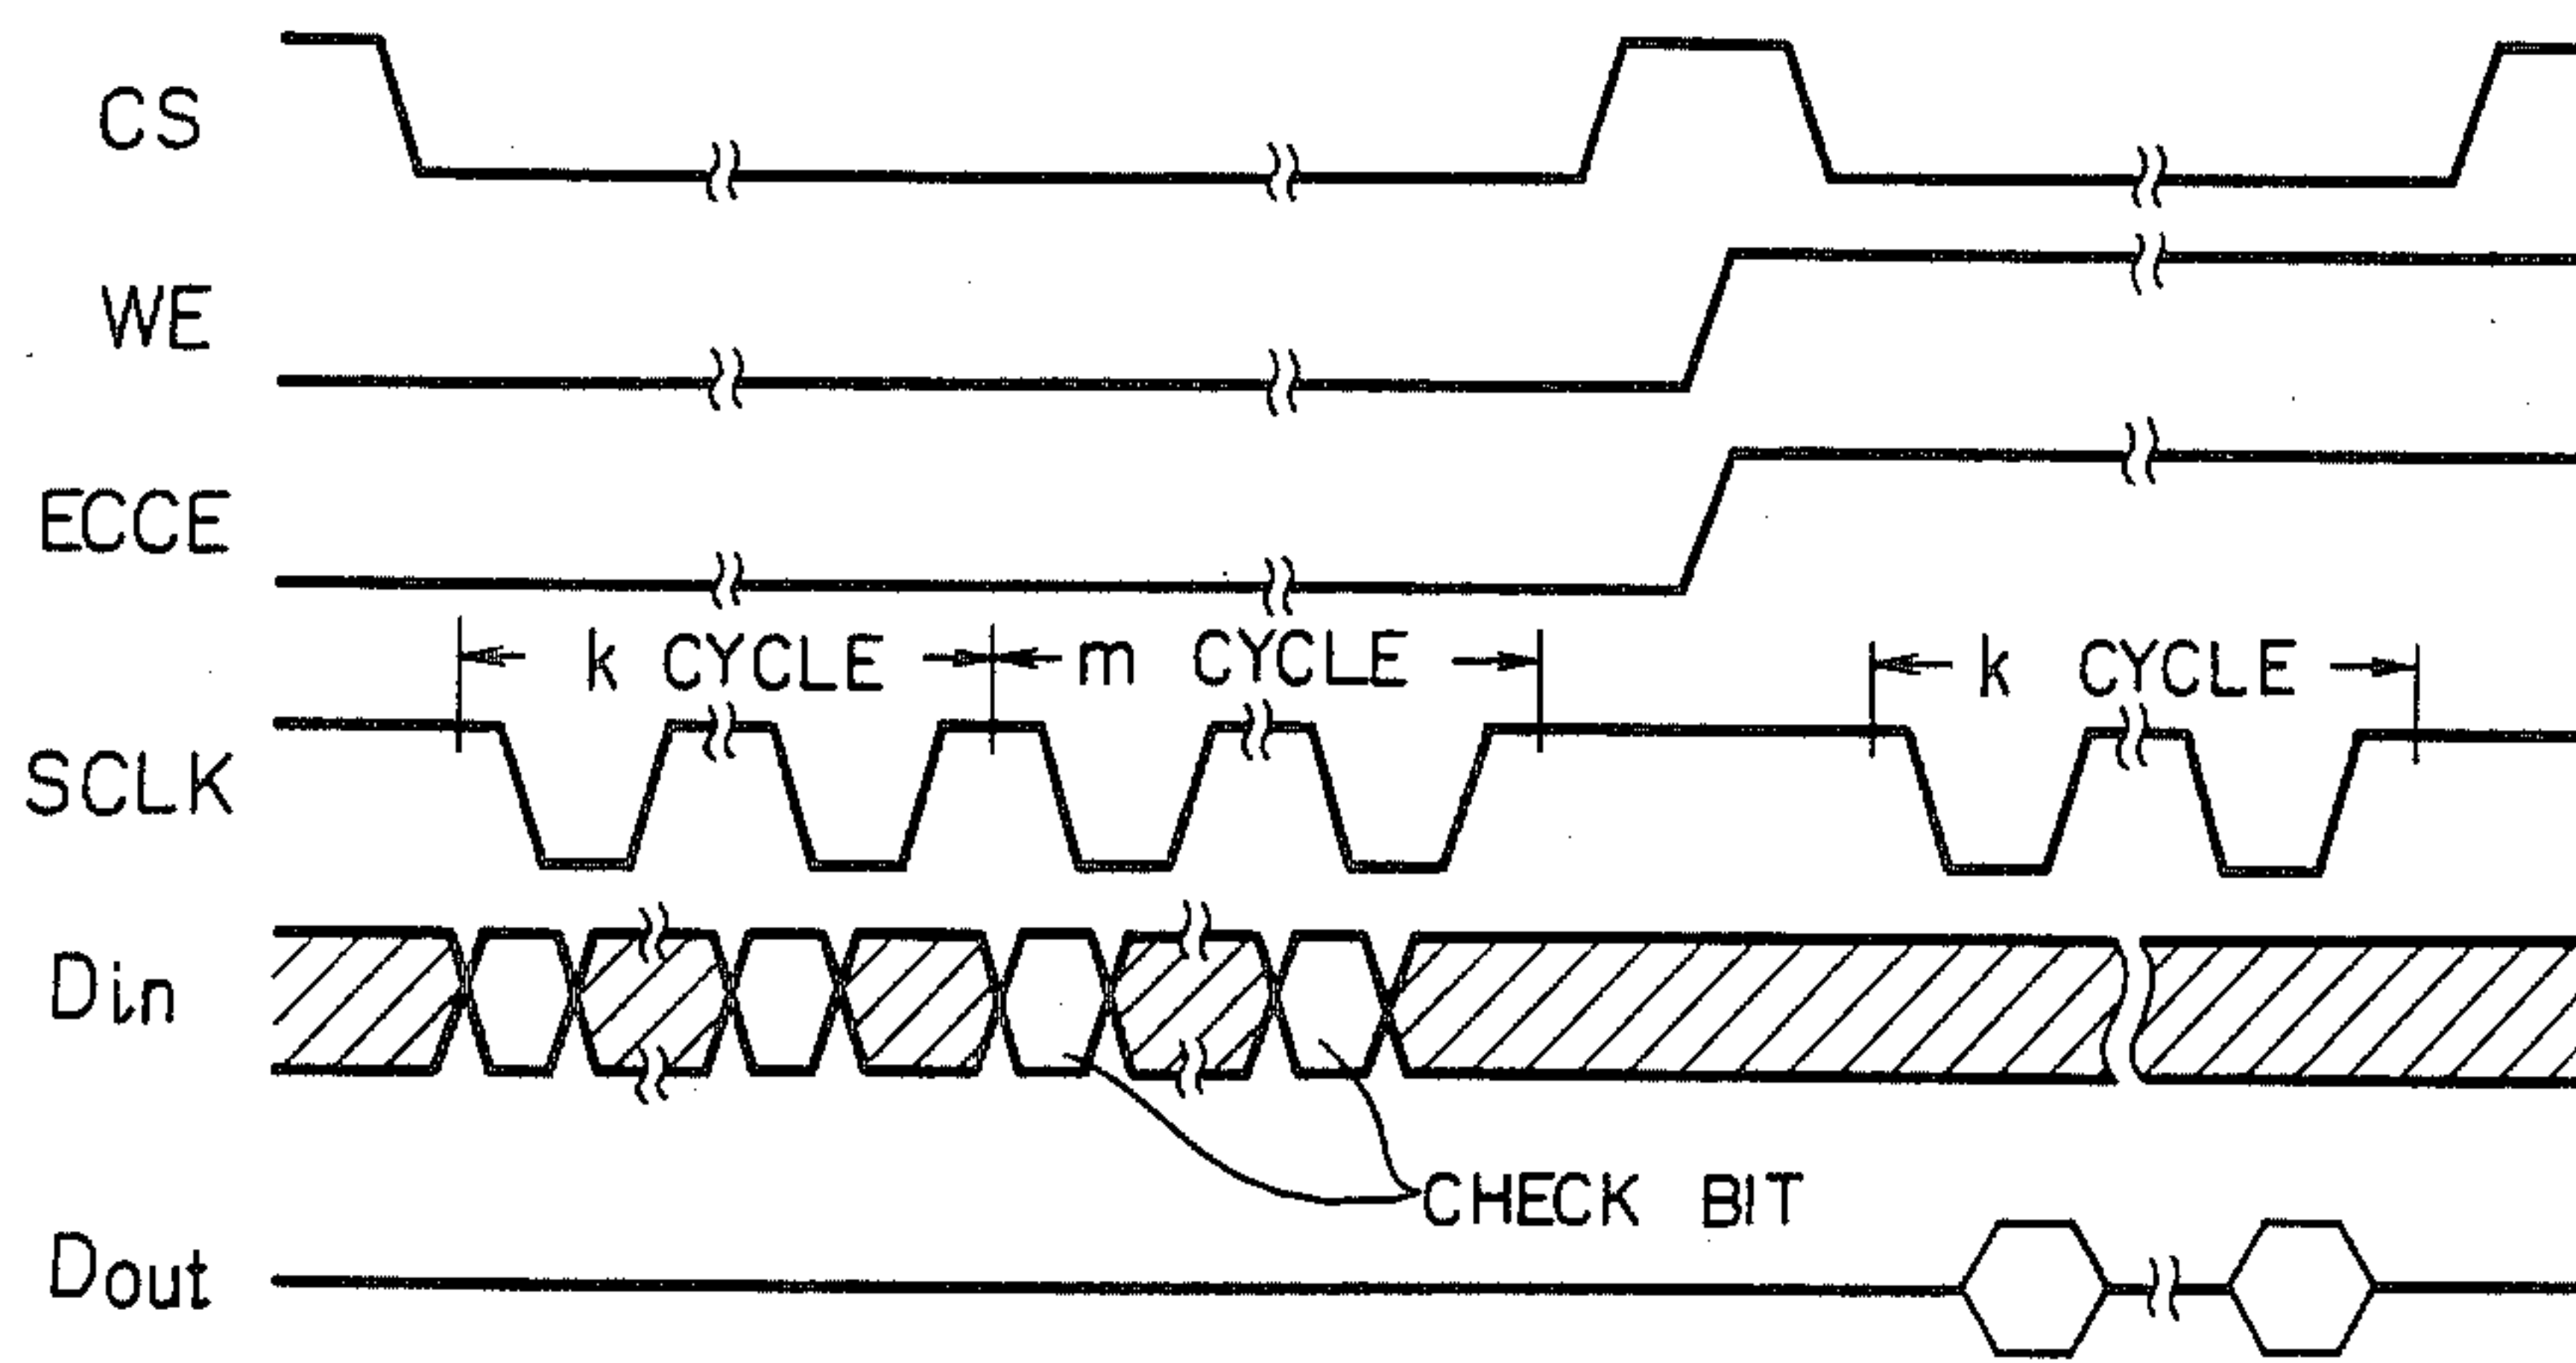 CS
WE
ECCE
k CYCLE m CYCLE k CYCLE
SCLK
Din
CHECK BIT
Dout